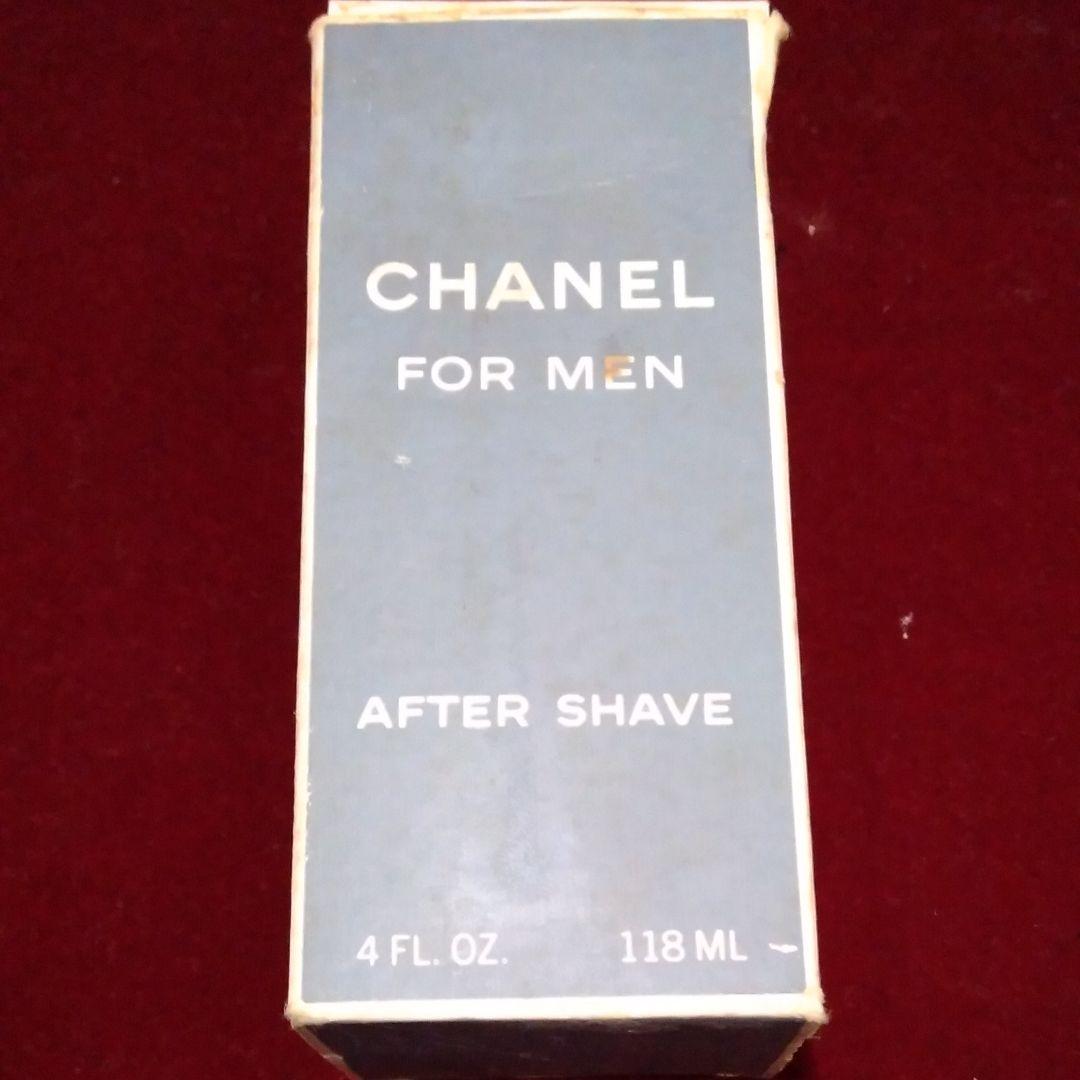 CHANEL
FOR MEN
AFTER SHAVE
4 FL. OZ. 118 ML